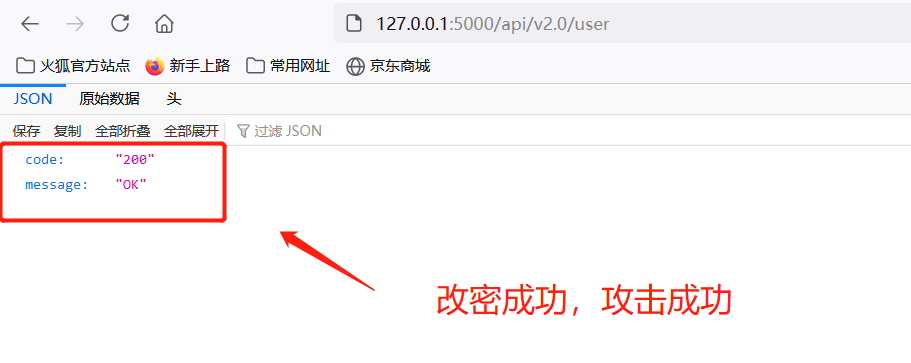 127.0.0.1:5000/api/v2.0/user
火狐官方站点 新手上路 常用网址 京东商城
JSON 原始数据 头
保存 复制 全部折叠 全部展开 过滤 JSON
code: "200"
message: "OK"
改密成功，攻击成功